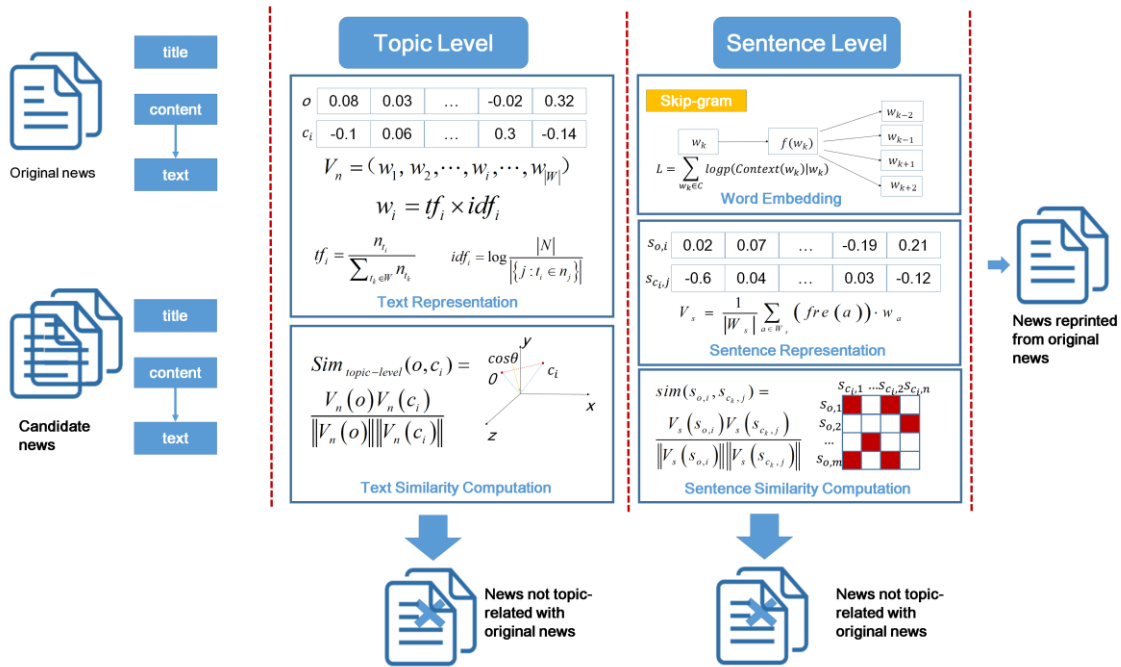 title
content
text
Original news
title
content
text
Candidate
news
Topic Level
o 0.08 0.03 … -0.02 0.32
c_i -0.1 0.06 … 0.3 -0.14
V_n = (w_1, w_2, ⋯, w_i, ⋯, w_{|W|})
w_i = tf_i × idf_i
tf_i = n_{t_i} / ∑_{t_k∈W} n_{t_k} idf_i = log |N| / |{j : t_i ∈ n_j}|
Text Representation
Sim_{topic-level}(o, c_i) =
V_n(o)V_n(c_i) / ‖V_n(o)‖‖V_n(c_i)‖
y
cosθ
O
c_i
x
z
Text Similarity Computation
News not topic-
related with
original news
Sentence Level
Skip-gram
w_k
f(w_k)
w_{k-2}
w_{k-1}
w_{k+1}
w_{k+2}
L = ∑_{w_k∈C} logp(Context(w_k)|w_k)
Word Embedding
s_{o,i} 0.02 0.07 … -0.19 0.21
s_{c_i,j} -0.6 0.04 … 0.03 -0.12
V_s = 1 / |W_s| ∑_{a∈W_s} (fre(a)) · w_a
Sentence Representation
sim(s_{o,i}, s_{c_k,j}) =
V_s(s_{o,i})V_s(s_{c_k,j}) / ‖V_s(s_{o,i})‖‖V_s(s_{c_k,j})‖
s_{c_i,1} …s_{c_i,2}s_{c_i,n}
s_{o,1}
s_{o,2}
…
s_{o,m}
Sentence Similarity Computation
News not topic-
related with
original news
News reprinted
from original
news